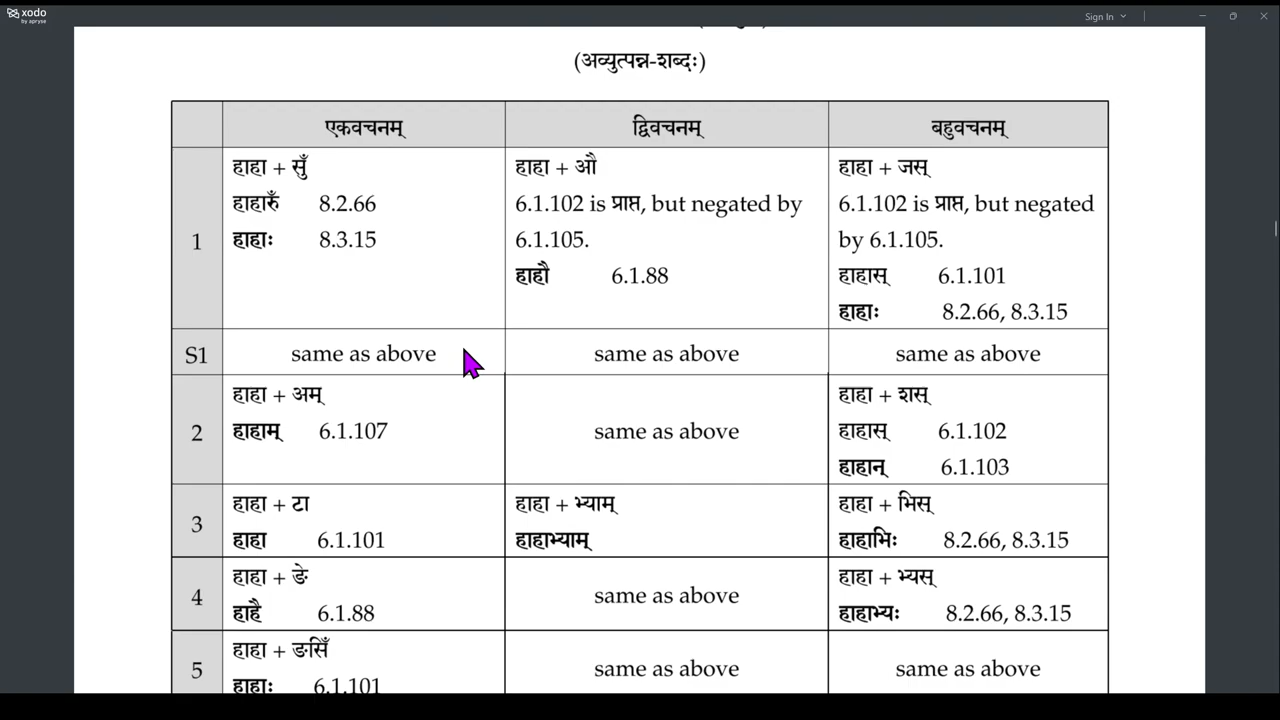 xodo
by apryse
Sign In
(अव्युत्पन्न-शब्दः)
एकवचनम् द्विवचनम् बहुवचनम्
1
हाहा + सुँ
हाहारुँ 8.2.66
हाहाः 8.3.15
हाहा + औ
6.1.102 is प्राप्त, but negated by
6.1.105.
हाहौ 6.1.88
हाहा + जस्
6.1.102 is प्राप्त, but negated
by 6.1.105.
हाहास् 6.1.101
हाहाः 8.2.66, 8.3.15
S1 same as above same as above same as above
2
हाहा + अम्
हाहाम् 6.1.107
same as above
हाहा + शस्
हाहास् 6.1.102
हाहान् 6.1.103
3
हाहा + टा
हाहा 6.1.101
हाहा + भ्याम्
हाहाभ्याम्
हाहा + भिस्
हाहाभिः 8.2.66, 8.3.15
4
हाहा + ङे
हाहै 6.1.88
same as above
हाहा + भ्यस्
हाहाभ्यः 8.2.66, 8.3.15
5
हाहा + ङसिँ
हाहाः 6.1.101
same as above
same as above